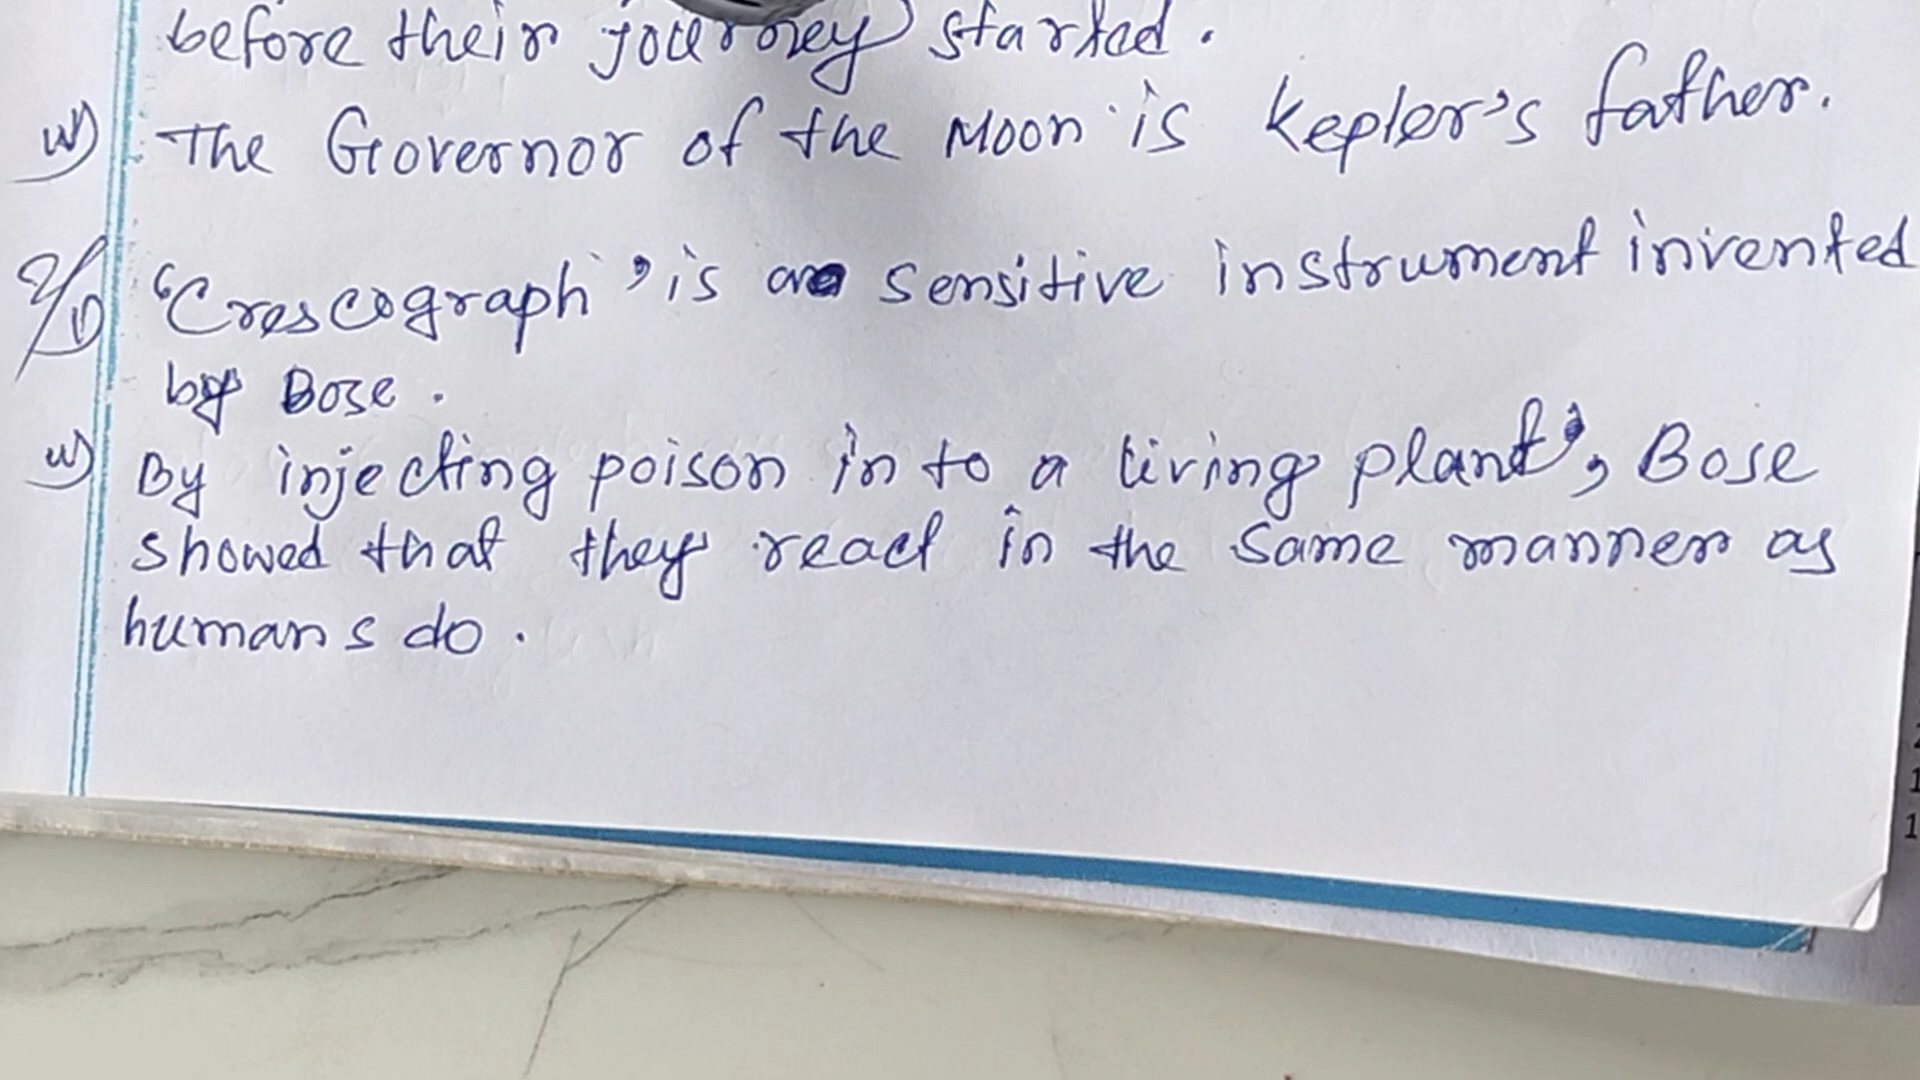 before their journey started.
w) The Governor of the Moon is Kepler's father.
2/1) 'Crescograph' is a sensitive instrument invented
by Bose.
w) By injecting poison in to a living plant, Bose
showed that they react in the same manner as
humans do.